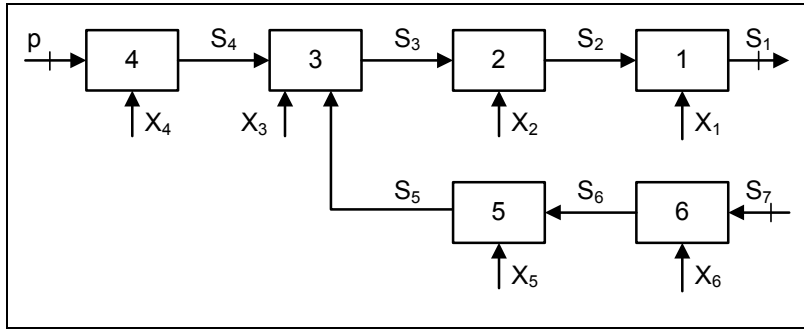 p S₄ S₃ S₂ S₁
4 3 2 1
X₄ X₃ X₂ X₁
S₅ S₆ S₇
5 6
X₅ X₆